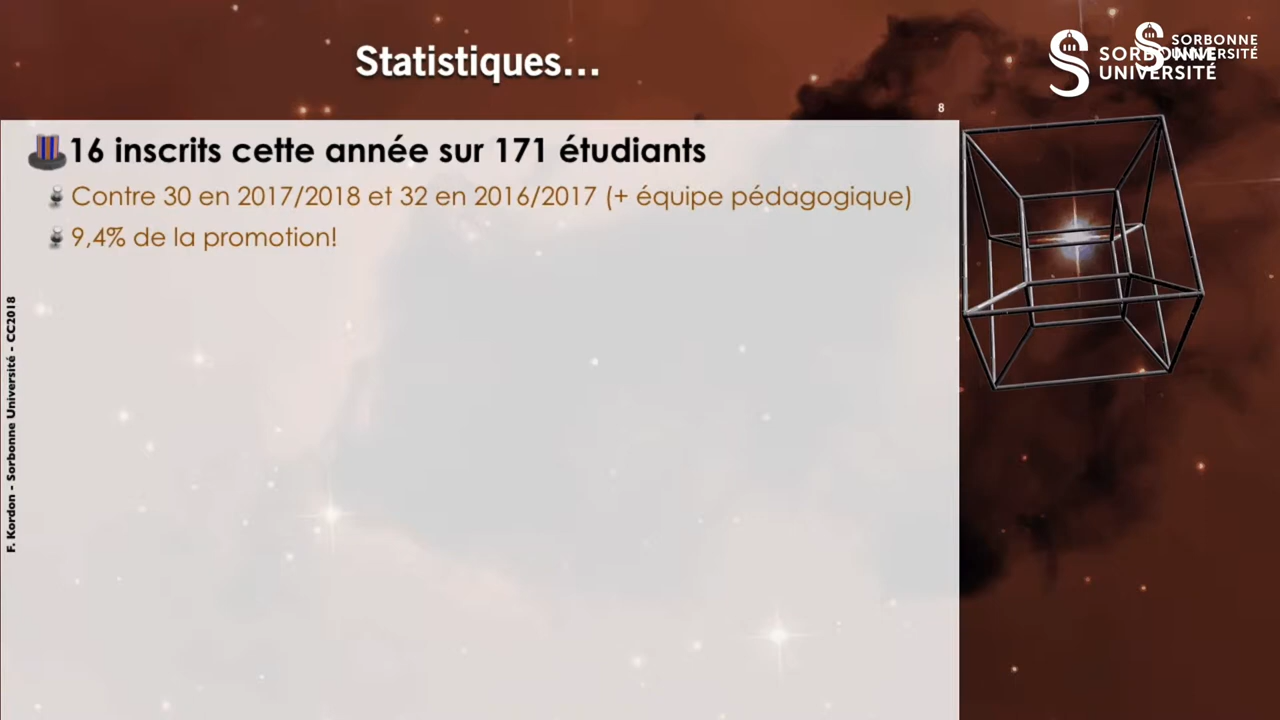 Statistiques...
SORBONNE
UNIVERSITÉ
SORBONNE
UNIVERSITÉ
8
16 inscrits cette année sur 171 étudiants
Contre 30 en 2017/2018 et 32 en 2016/2017 (+ équipe pédagogique)
9,4% de la promotion!
F. Kordon - Sorbonne Université - CC2018